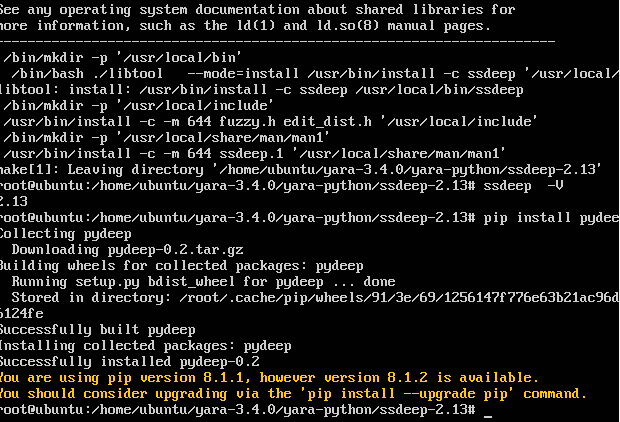 See any operating system documentation about shared libraries for
more information, such as the ld(1) and ld.so(8) manual pages.
----------------------------------------------------------------------
/bin/mkdir -p '/usr/local/bin'
/bin/bash ./libtool   --mode=install /usr/bin/install -c ssdeep '/usr/local/
libtool: install: /usr/bin/install -c ssdeep /usr/local/bin/ssdeep
/bin/mkdir -p '/usr/local/include'
/usr/bin/install -c -m 644 fuzzy.h edit_dist.h '/usr/local/include'
/bin/mkdir -p '/usr/local/share/man/man1'
/usr/bin/install -c -m 644 ssdeep.1 '/usr/local/share/man/man1'
make[1]: Leaving directory '/home/ubuntu/yara-3.4.0/yara-python/ssdeep-2.13'
root@ubuntu:/home/ubuntu/yara-3.4.0/yara-python/ssdeep-2.13# ssdeep  -V
2.13
root@ubuntu:/home/ubuntu/yara-3.4.0/yara-python/ssdeep-2.13# pip install pydee
Collecting pydeep
  Downloading pydeep-0.2.tar.gz
Building wheels for collected packages: pydeep
  Running setup.py bdist_wheel for pydeep ... done
  Stored in directory: /root/.cache/pip/wheels/91/3e/69/1256147f776e63b21ac96d
6124fe
Successfully built pydeep
Installing collected packages: pydeep
Successfully installed pydeep-0.2
You are using pip version 8.1.1, however version 8.1.2 is available.
You should consider upgrading via the 'pip install --upgrade pip' command.
root@ubuntu:/home/ubuntu/yara-3.4.0/yara-python/ssdeep-2.13# _